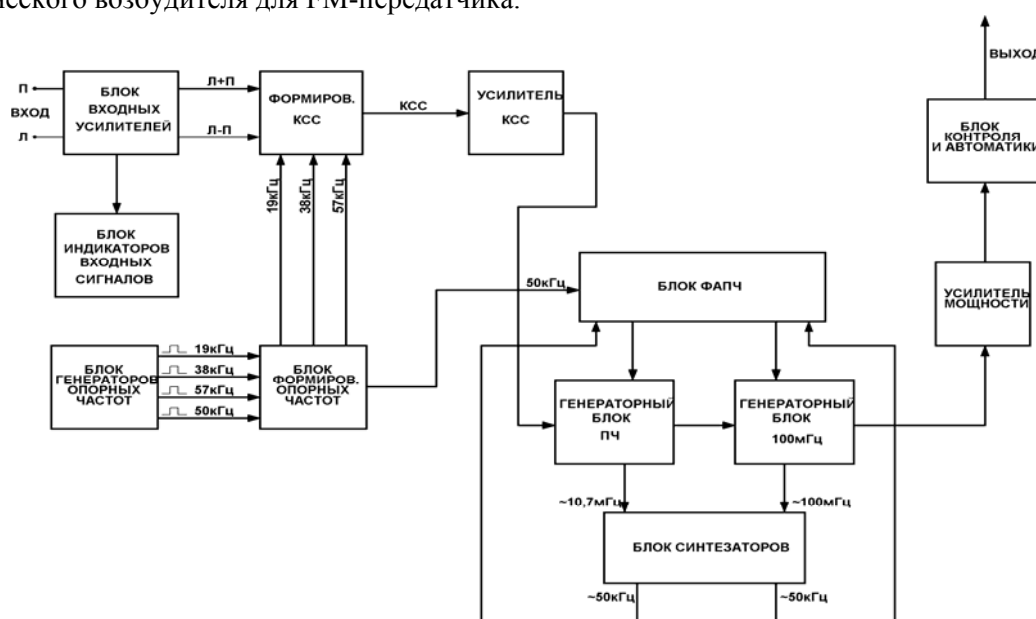 ческого возбудителя для FM-передатчика.
ВЫХОД
П
ВХОД
Л
БЛОК
ВХОДНЫХ
УСИЛИТЕЛЕЙ
Л+П
Л-П
ФОРМИРОВ.
КСС
КСС
УСИЛИТЕЛЬ
КСС
БЛОК
КОНТРОЛЯ
И АВТОМАТИКИ
19кГц
38кГц
57кГц
БЛОК
ИНДИКАТОРОВ
ВХОДНЫХ
СИГНАЛОВ
50кГц
БЛОК ФАПЧ
УСИЛИТЕЛЬ
МОЩНОСТИ
БЛОК
ГЕНЕРАТОРОВ
ОПОРНЫХ
ЧАСТОТ
19кГц
38кГц
57кГц
50кГц
БЛОК
ФОРМИРОВ.
ОПОРНЫХ
ЧАСТОТ
ГЕНЕРАТОРНЫЙ
БЛОК
ПЧ
ГЕНЕРАТОРНЫЙ
БЛОК
100мГц
~10,7мГц
~100мГц
БЛОК СИНТЕЗАТОРОВ
~50кГц
~50кГц